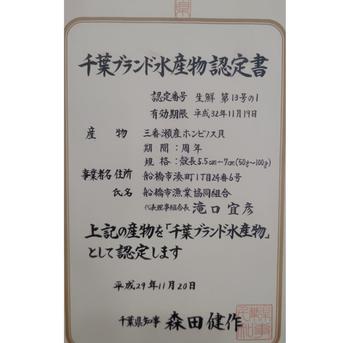 千葉ブランド水産物認定書
認定番号 生鮮 第13号の1
有効期限 平成32年11月19日
産物 三番瀬産ホンビノス貝
期間:周年
規格:殻長5.5cm~7cm(50g~100g)
事業者名 住所 船橋市湊町1丁目24番6号
氏名 船橋市漁業協同組合
代表理事組合長 滝口宜彦
上記の産物を「千葉ブランド水産物」
として認定します
平成29年11月20日
千葉県知事 森田健作